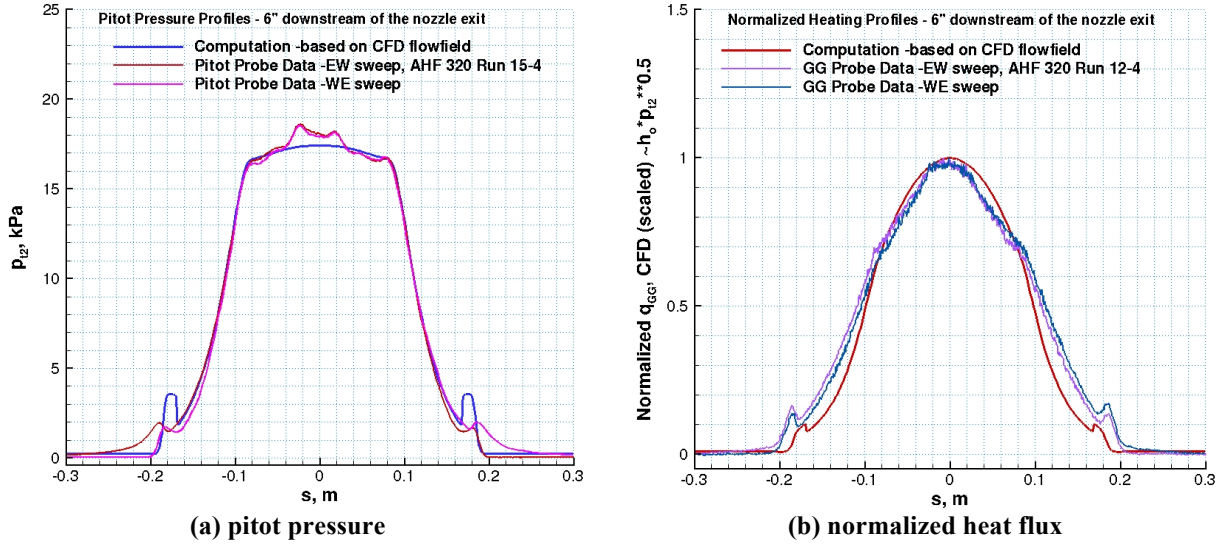 Pitot Pressure Profiles - 6" downstream of the nozzle exit
Computation -based on CFD flowfield
Pitot Probe Data -EW sweep, AHF 320 Run 15-4
Pitot Probe Data -WE sweep
25
20
15
10
5
0
p_t2, kPa
-0.3 -0.2 -0.1 0 0.1 0.2 0.3
s, m
(a) pitot pressure
Normalized Heating Profiles - 6" downstream of the nozzle exit
Computation -based on CFD flowfield
GG Probe Data -EW sweep, AHF 320 Run 12-4
GG Probe Data -WE sweep
1.5
1
0.5
0
Normalized q_GG, CFD (scaled) ~h_o*p_t2**0.5
-0.3 -0.2 -0.1 0 0.1 0.2 0.3
s, m
(b) normalized heat flux